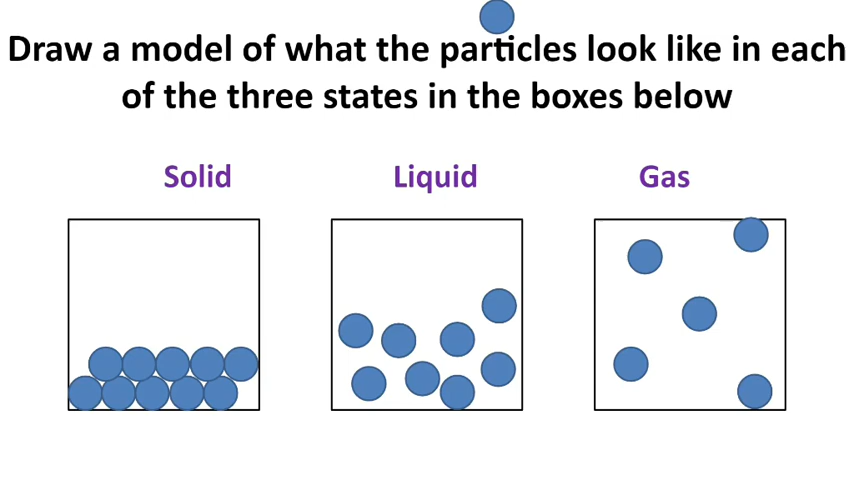 Draw a model of what the particles look like in each
of the three states in the boxes below
Solid
Liquid
Gas